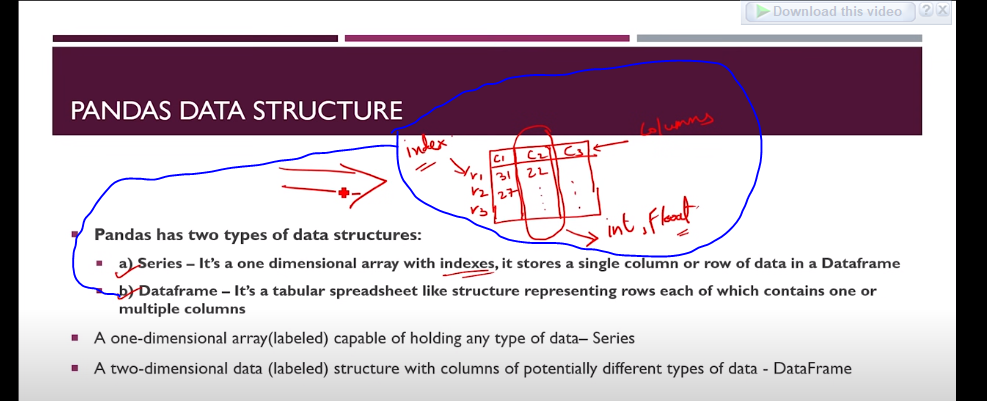 Download this video ? X
PANDAS DATA STRUCTURE
index
columns
C1 C2 C3
r1 31 22
r2 27
r3
int, Float
Pandas has two types of data structures:
a) Series – It's a one dimensional array with indexes, it stores a single column or row of data in a Dataframe
b) Dataframe – It's a tabular spreadsheet like structure representing rows each of which contains one or
multiple columns
A one-dimensional array(labeled) capable of holding any type of data– Series
A two-dimensional data (labeled) structure with columns of potentially different types of data - DataFrame